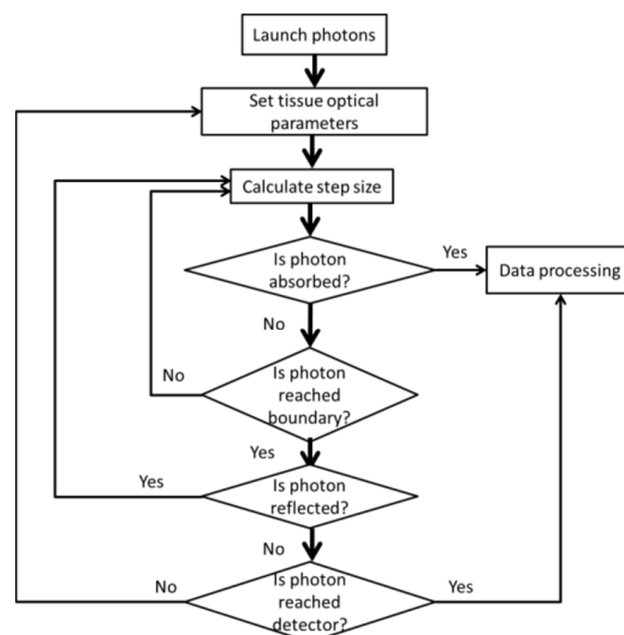 Launch photons
Set tissue optical
parameters
Calculate step size
Is photon
absorbed?
Yes
Data processing
No
Is photon
reached
boundary?
No
Yes
Is photon
reflected?
Yes
No
Is photon
reached
detector?
No
Yes